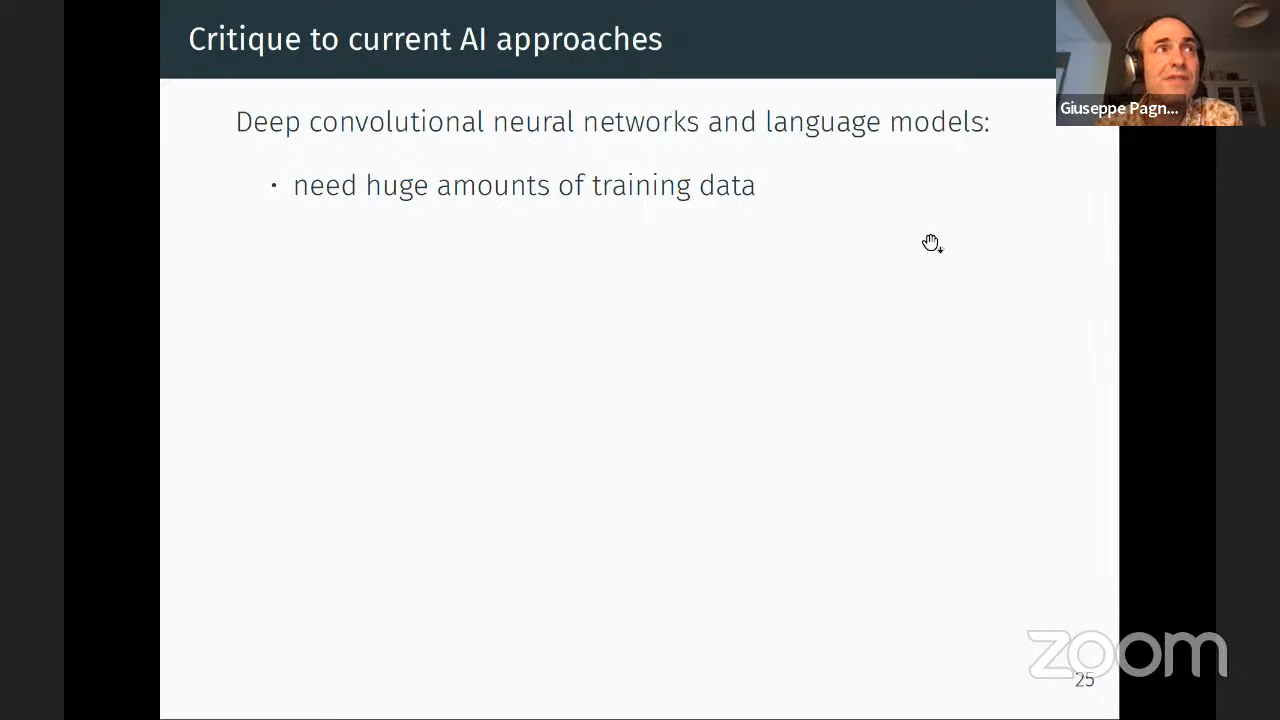 Critique to current AI approaches
Giuseppe Pagn...
Deep convolutional neural networks and language models:
· need huge amounts of training data
zoom
25